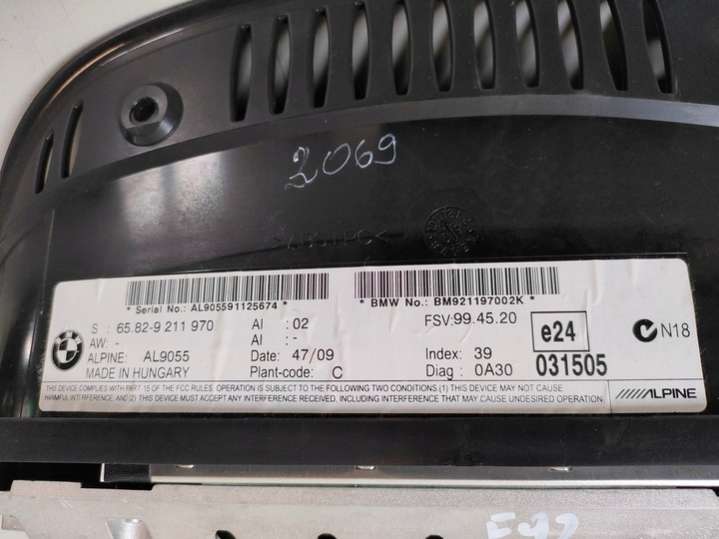 2069
* Serial No.: AL905591125674 *
* BMW No.: BM921197002K *
S : 65.82-9 211 970 AI : 02 FSV:99.45.20
AW: - AI : - e24 N18
ALPINE: AL9055 Date: 47/09 Index: 39 031505
MADE IN HUNGARY Plant-code: C Diag : 0A30
THIS DEVICE COMPLIES WITH PART 15 OF THE FCC RULES. OPERATION IS SUBJECT TO THE FOLLOWING TWO CONDITIONS.(1) THIS DEVICE MAY NOT CAUSE
HARMFUL INTERFERENCE, AND (2) THIS DEVICE MUST ACCEPT ANY INTERFERENCE RECEIVED, INCLUDING INTERFERENCE THAT MAY CAUSE UNDESIRED OPERATION
ALPINE
BMW